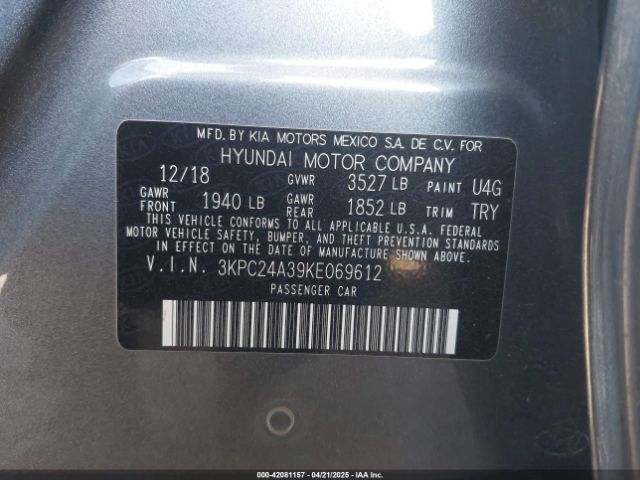 MFD. BY KIA MOTORS MEXICO S.A. DE C.V. FOR
HYUNDAI MOTOR COMPANY
12/18 GVWR 3527 LB PAINT U4G
GAWR FRONT 1940 LB GAWR REAR 1852 LB TRIM TRY
THIS VEHICLE CONFORMS TO ALL APPLICABLE U.S.A. FEDERAL
MOTOR VEHICLE SAFETY, BUMPER, AND THEFT PREVENTION STANDARDS
IN EFFECT ON THE DATE OF MANUFACTURE SHOWN ABOVE.
V.I.N. 3KPC24A39KE069612
PASSENGER CAR
000-42081157 - 04/21/2025 - IAAI.com